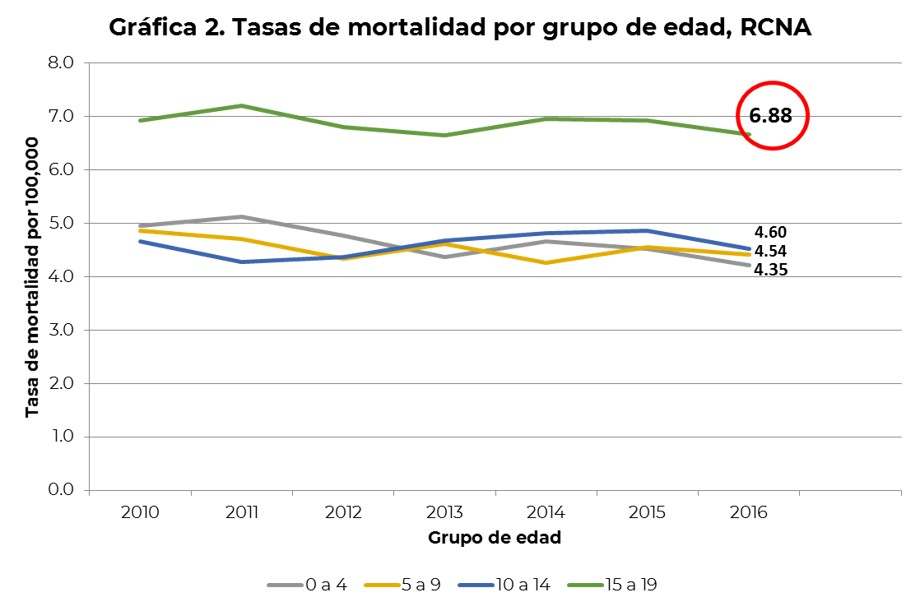 Gráfica 2. Tasas de mortalidad por grupo de edad, RCNA
8.0
7.0
6.0
5.0
4.0
3.0
2.0
1.0
0.0
Tasa de mortalidad por 100,000
6.88
4.60
4.54
4.35
2010 2011 2012 2013 2014 2015 2016
Grupo de edad
0 a 4 5 a 9 10 a 14 15 a 19